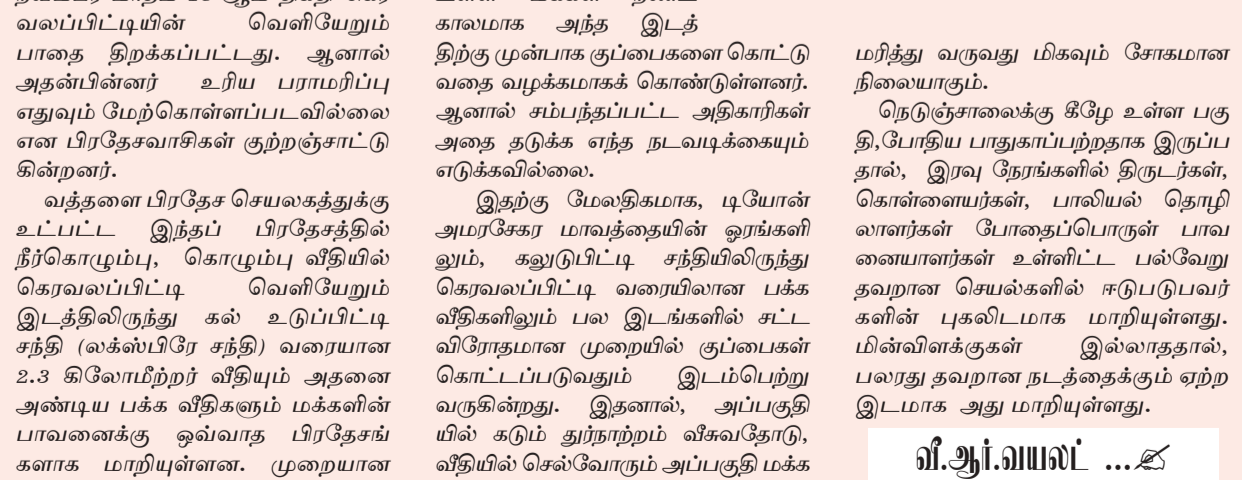 வலப்பிட்டியின் வெளியேறும்
பாதை திறக்கப்பட்டது. ஆனால்
அதன்பின்னர் உரிய பராமரிப்பு
எதுவும் மேற்கொள்ளப்படவில்லை
என பிரதேசவாசிகள் குற்றஞ்சாட்டு
கின்றனர்.
வத்தளை பிரதேச செயலகத்துக்கு
உட்பட்ட இந்தப் பிரதேசத்தில்
நீர்கொழும்பு, கொழும்பு வீதியில்
கெரவலப்பிட்டி வெளியேறும்
இடத்திலிருந்து கல் உடுப்பிட்டி
சந்தி (லக்ஸ்பிரே சந்தி) வரையான
2.3 கிலோமீற்றர் வீதியும் அதனை
அண்டிய பக்க வீதிகளும் மக்களின்
பாவனைக்கு ஒவ்வாத பிரதேசங்
களாக மாறியுள்ளன. முறையான
காலமாக அந்த இடத்
திற்கு முன்பாக குப்பைகளை கொட்டு
வதை வழக்கமாகக் கொண்டுள்ளனர்.
ஆனால் சம்பந்தப்பட்ட அதிகாரிகள்
அதை தடுக்க எந்த நடவடிக்கையும்
எடுக்கவில்லை.
இதற்கு மேலதிகமாக, டியோன்
அமரசேகர மாவத்தையின் ஓரங்களி
லும், கலுடுபிட்டி சந்தியிலிருந்து
கெரவலப்பிட்டி வரையிலான பக்க
வீதிகளிலும் பல இடங்களில் சட்ட
விரோதமான முறையில் குப்பைகள்
கொட்டப்படுவதும் இடம்பெற்று
வருகின்றது. இதனால், அப்பகுதி
யில் கடும் துர்நாற்றம் வீசுவதோடு,
வீதியில் செல்வோரும் அப்பகுதி மக்க
மரித்து வருவது மிகவும் சோகமான
நிலையாகும்.
நெடுஞ்சாலைக்கு கீழே உள்ள பகு
தி,போதிய பாதுகாப்பற்றதாக இருப்ப
தால், இரவு நேரங்களில் திருடர்கள்,
கொள்ளையர்கள், பாலியல் தொழி
லாளர்கள் போதைப்பொருள் பாவ
னையாளர்கள் உள்ளிட்ட பல்வேறு
தவறான செயல்களில் ஈடுபடுபவர்
களின் புகலிடமாக மாறியுள்ளது.
மின்விளக்குகள் இல்லாததால்,
பலரது தவறான நடத்தைக்கும் ஏற்ற
இடமாக அது மாறியுள்ளது.
வீ.ஆர்.வயலட் ...